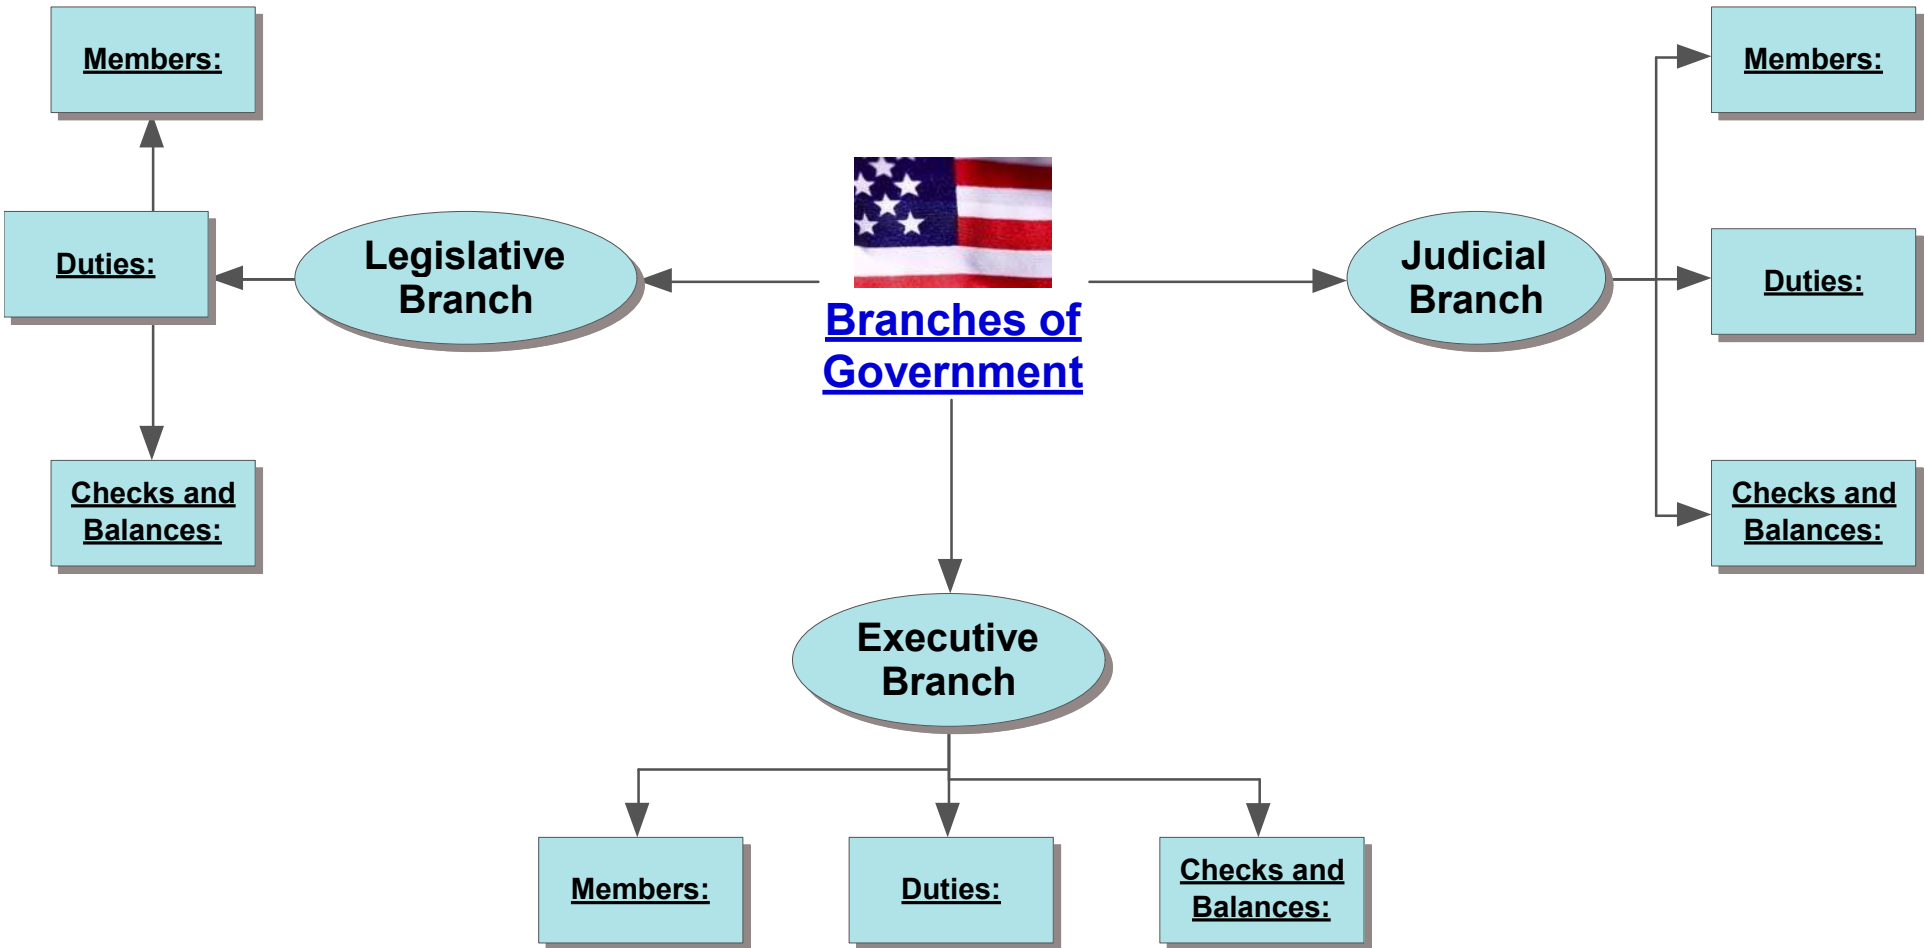 Members:
Duties:
Checks and
Balances:
Legislative
Branch
Branches of
Government
Judicial
Branch
Members:
Duties:
Checks and
Balances:
Executive
Branch
Members:
Duties:
Checks and
Balances: